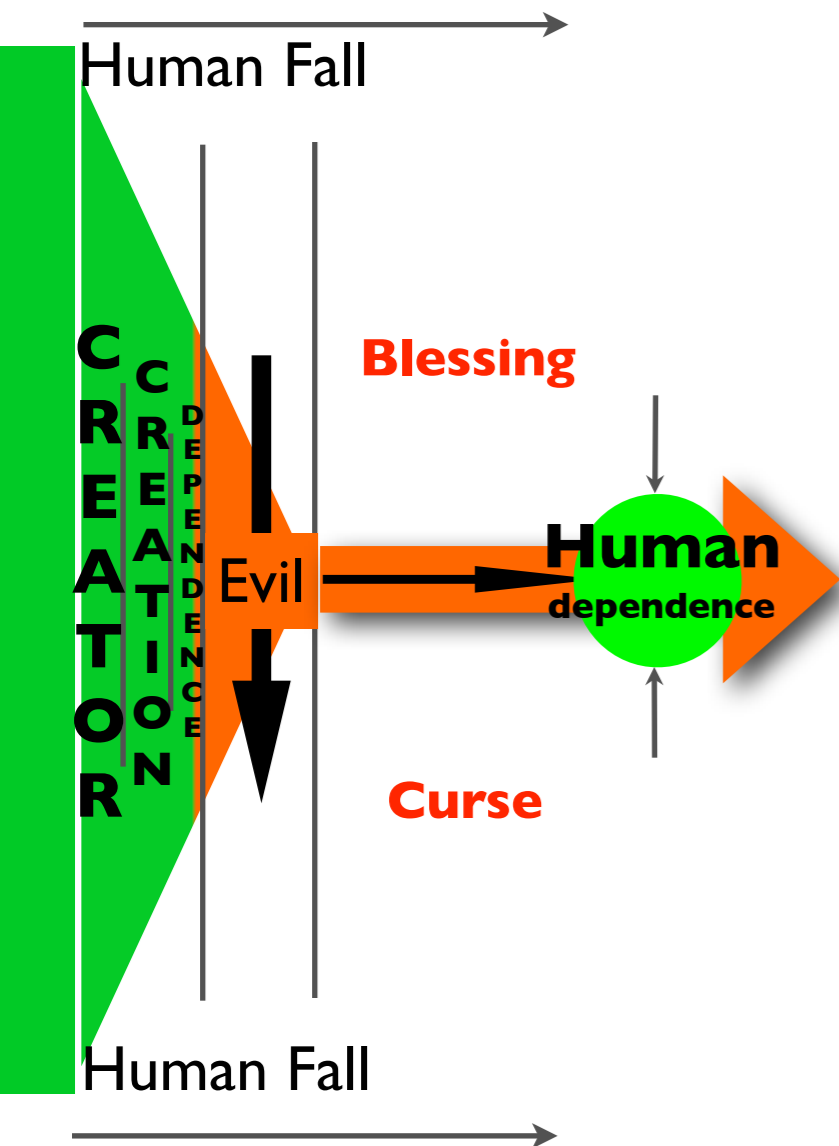 Human Fall
CREATOR
CREATION
DEPENDENCE
Blessing
Evil
Human
dependence
Curse
Human Fall